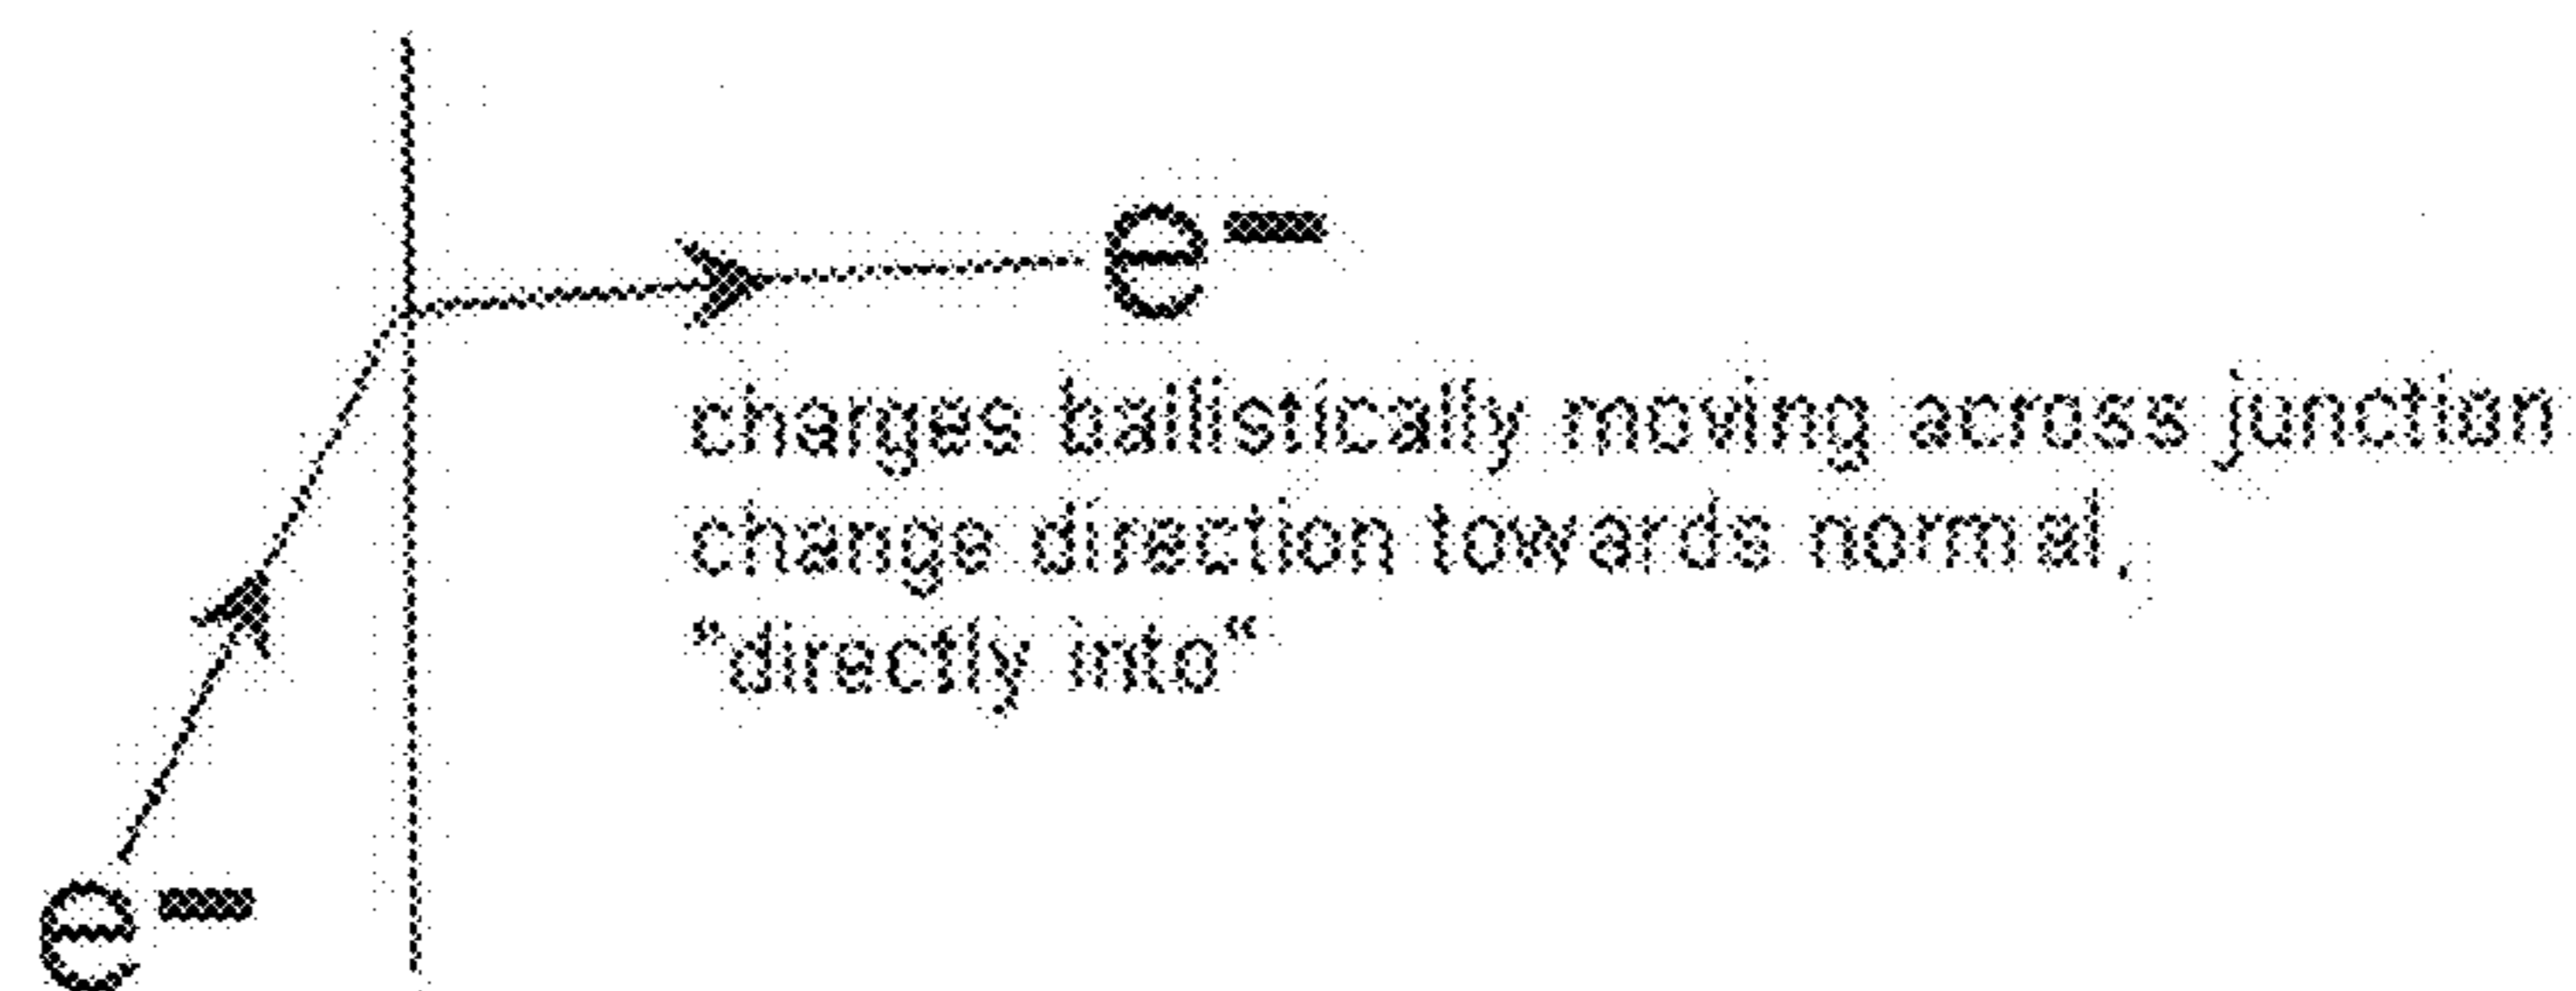 e⁻
charges ballistically moving across junction
change direction towards normal,
"directly into"
e⁻